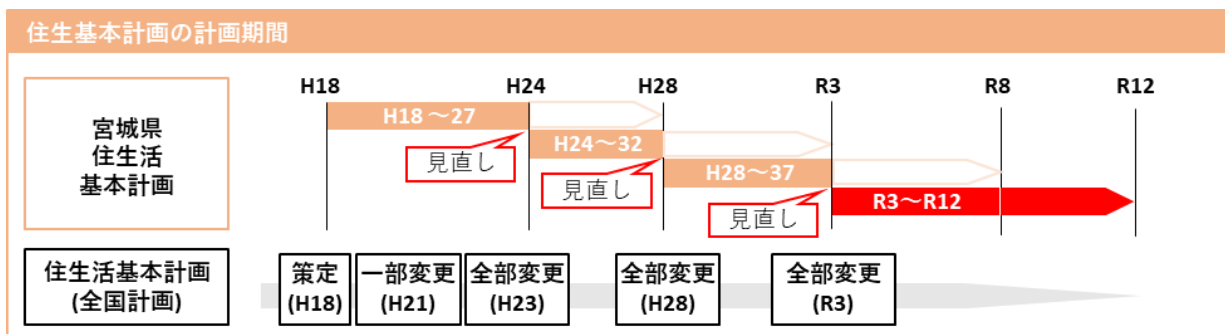 住生基本計画の計画期間
H18
H24
H28
R3
R8
R12
宮城県
住生活
基本計画
H18～27
見直し
H24～32
見直し
H28～37
見直し
R3～R12
住生活基本計画
(全国計画)
策定
(H18)
一部変更
(H21)
全部変更
(H23)
全部変更
(H28)
全部変更
(R3)